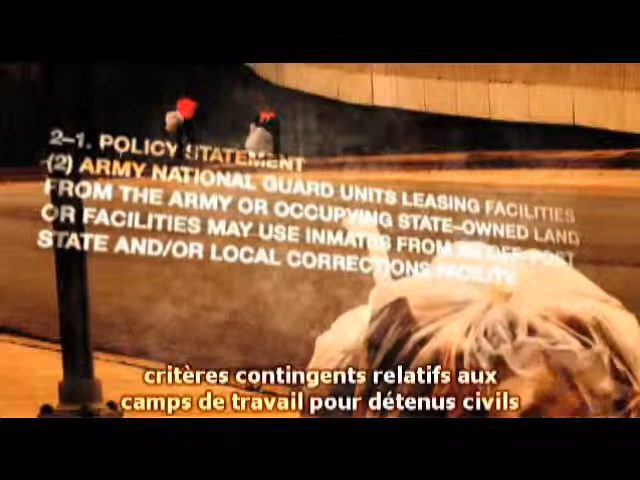 2-1. POLICY STATEMENT
(2) ARMY NATIONAL GUARD UNITS LEASING FACILITIES
FROM THE ARMY OR OCCUPYING STATE-OWNED LAND
OR FACILITIES MAY USE INMATES FROM OFF-POST
STATE AND/OR LOCAL CORRECTIONS FACILITY
critères contingents relatifs aux
camps de travail pour détenus civils